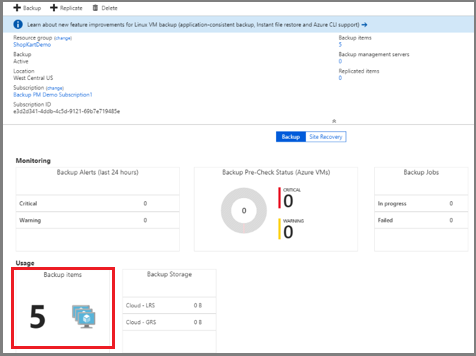 Backup Replicate Delete
Learn about new feature improvements for Linux VM backup (application-consistent backup, Instant file restore and Azure CLI support) →
Resource group (change)
ShopKartDemo
Backup
Active
Location
West Central US
Subscription (change)
Backup PM Demo Subscription1
Subscription ID
e3d2d341-4ddb-4c5d-9121-69b7e719485e
Backup items
5
Backup management servers
0
Replicated items
0
Backup Site Recovery
Monitoring
Backup Alerts (last 24 hours)
Critical 0
Warning 0
Backup Pre-Check Status (Azure VMs)
0
CRITICAL
0
WARNING
0
Backup Jobs
In progress 0
Failed 0
Usage
Backup items
5
Backup Storage
Cloud - LRS 0 B
Cloud - GRS 0 B